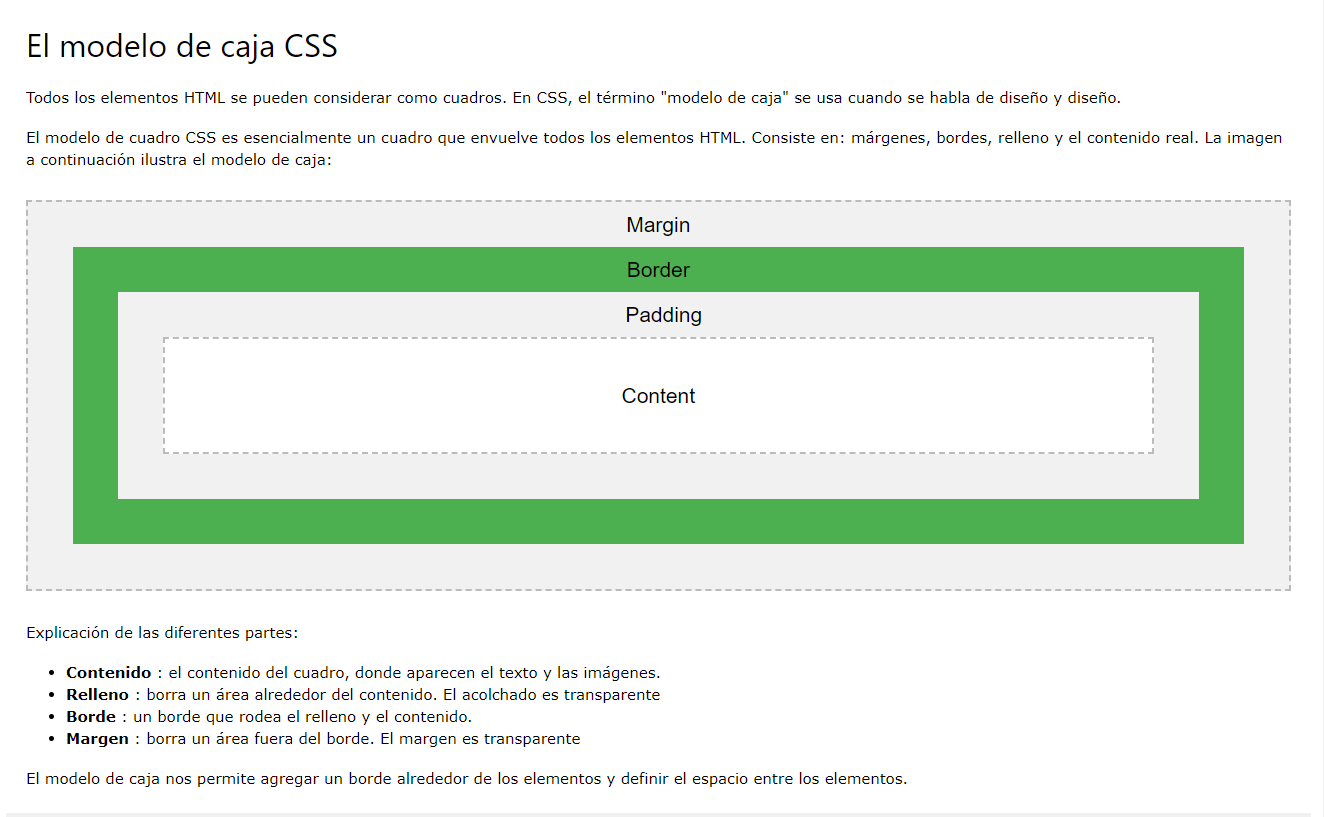 El modelo de caja CSS
Todos los elementos HTML se pueden considerar como cuadros. En CSS, el término "modelo de caja" se usa cuando se habla de diseño y diseño.
El modelo de cuadro CSS es esencialmente un cuadro que envuelve todos los elementos HTML. Consiste en: márgenes, bordes, relleno y el contenido real. La imagen
a continuación ilustra el modelo de caja:
Margin
Border
Padding
Content
Explicación de las diferentes partes:
• Contenido : el contenido del cuadro, donde aparecen el texto y las imágenes.
• Relleno : borra un área alrededor del contenido. El acolchado es transparente
• Borde : un borde que rodea el relleno y el contenido.
• Margen : borra un área fuera del borde. El margen es transparente
El modelo de caja nos permite agregar un borde alrededor de los elementos y definir el espacio entre los elementos.